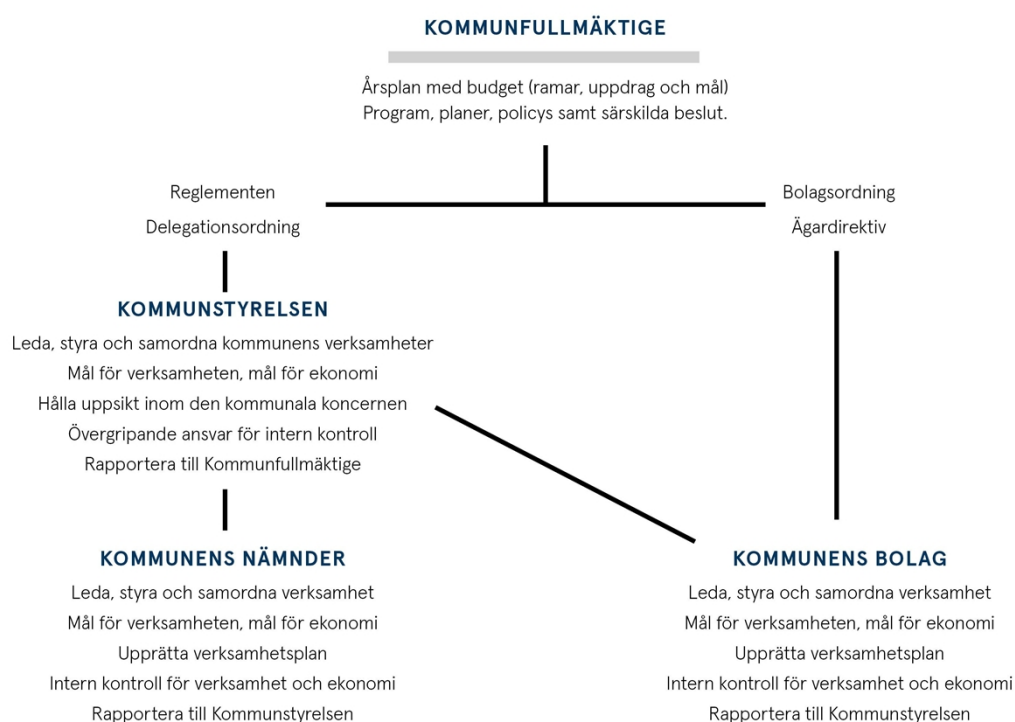 KOMMUNFULLMÄKTIGE
Årsplan med budget (ramar, uppdrag och mål)
Program, planer, policys samt särskilda beslut.
Reglementen
Delegationsordning
Bolagsordning
Ägardirektiv
KOMMUNSTYRELSEN
Leda, styra och samordna kommunens verksamheter
Mål för verksamheten, mål för ekonomi
Hålla uppsikt inom den kommunala koncernen
Övergripande ansvar för intern kontroll
Rapportera till Kommunfullmäktige
KOMMUNENS NÄMNDER
Leda, styra och samordna verksamhet
Mål för verksamheten, mål för ekonomi
Upprätta verksamhetsplan
Intern kontroll för verksamhet och ekonomi
Rapportera till Kommunstyrelsen
KOMMUNENS BOLAG
Leda, styra och samordna verksamhet
Mål för verksamheten, mål för ekonomi
Upprätta verksamhetsplan
Intern kontroll för verksamhet och ekonomi
Rapportera till Kommunstyrelsen